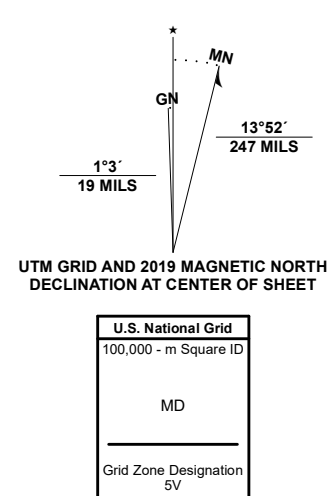 MN
GN
13°52´
247 MILS
1°3´
19 MILS
UTM GRID AND 2019 MAGNETIC NORTH
DECLINATION AT CENTER OF SHEET
U.S. National Grid
100,000 - m Square ID
MD
Grid Zone Designation
5V